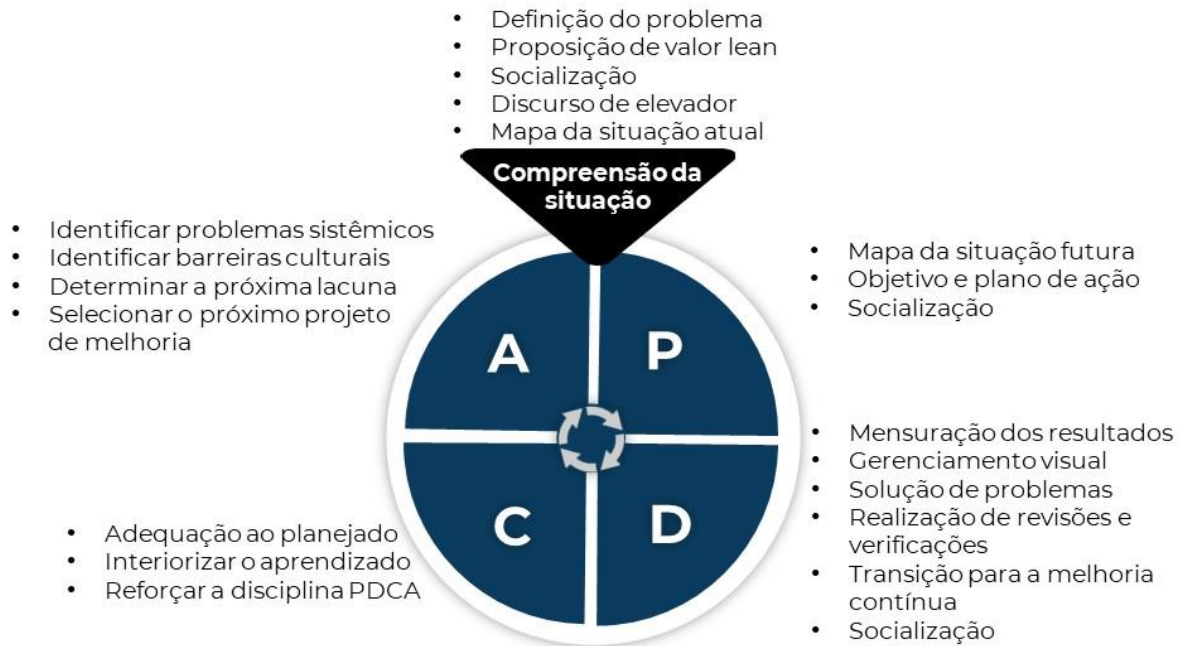 • Definição do problema
• Proposição de valor lean
• Socialização
• Discurso de elevador
• Mapa da situação atual
Compreensão da
situação
• Identificar problemas sistêmicos
• Identificar barreiras culturais
• Determinar a próxima lacuna
• Selecionar o próximo projeto
de melhoria
• Mapa da situação futura
• Objetivo e plano de ação
• Socialização
A
P
C
D
• Adequação ao planejado
• Interiorizar o aprendizado
• Reforçar a disciplina PDCA
• Mensuração dos resultados
• Gerenciamento visual
• Solução de problemas
• Realização de revisões e
verificações
• Transição para a melhoria
contínua
• Socialização